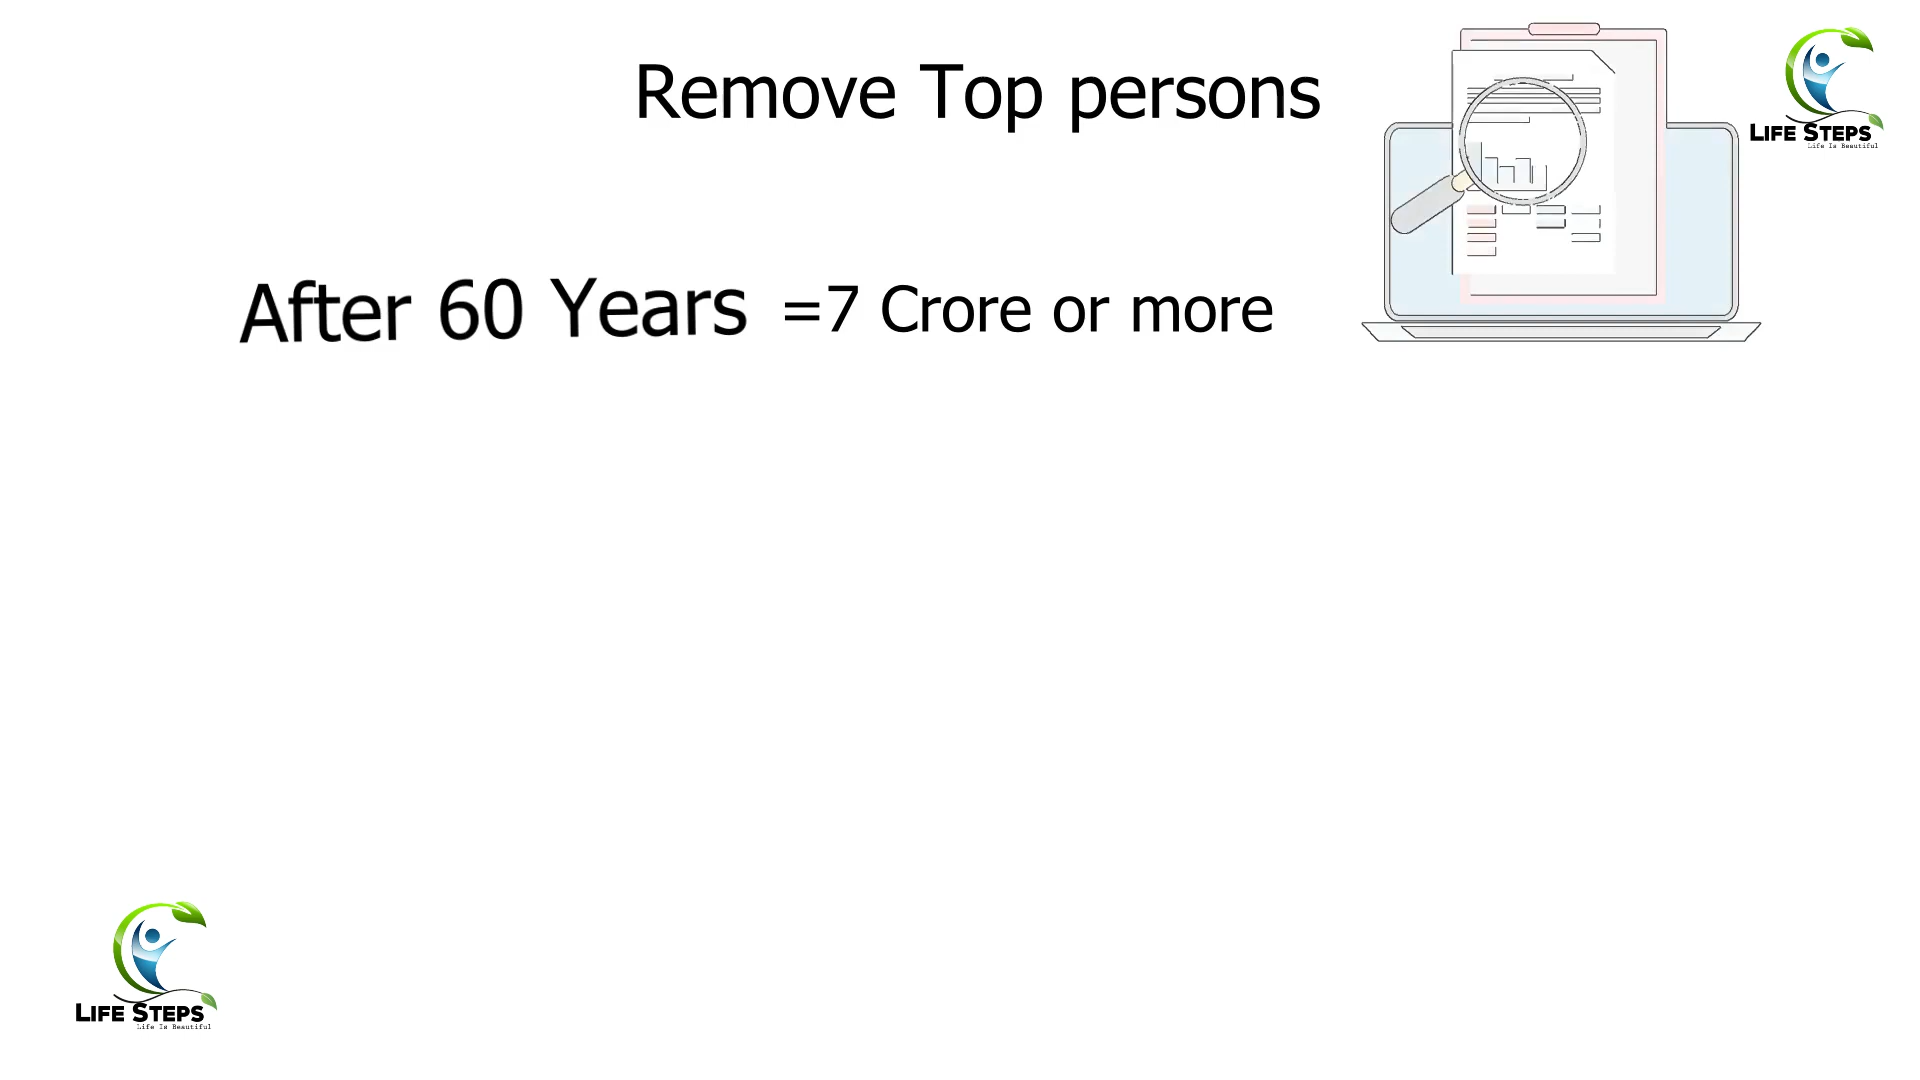 Remove Top persons
LIFE STEPS
Life Is Beautiful
After 60 Years =7 Crore or more
LIFE STEPS
Life Is Beautiful